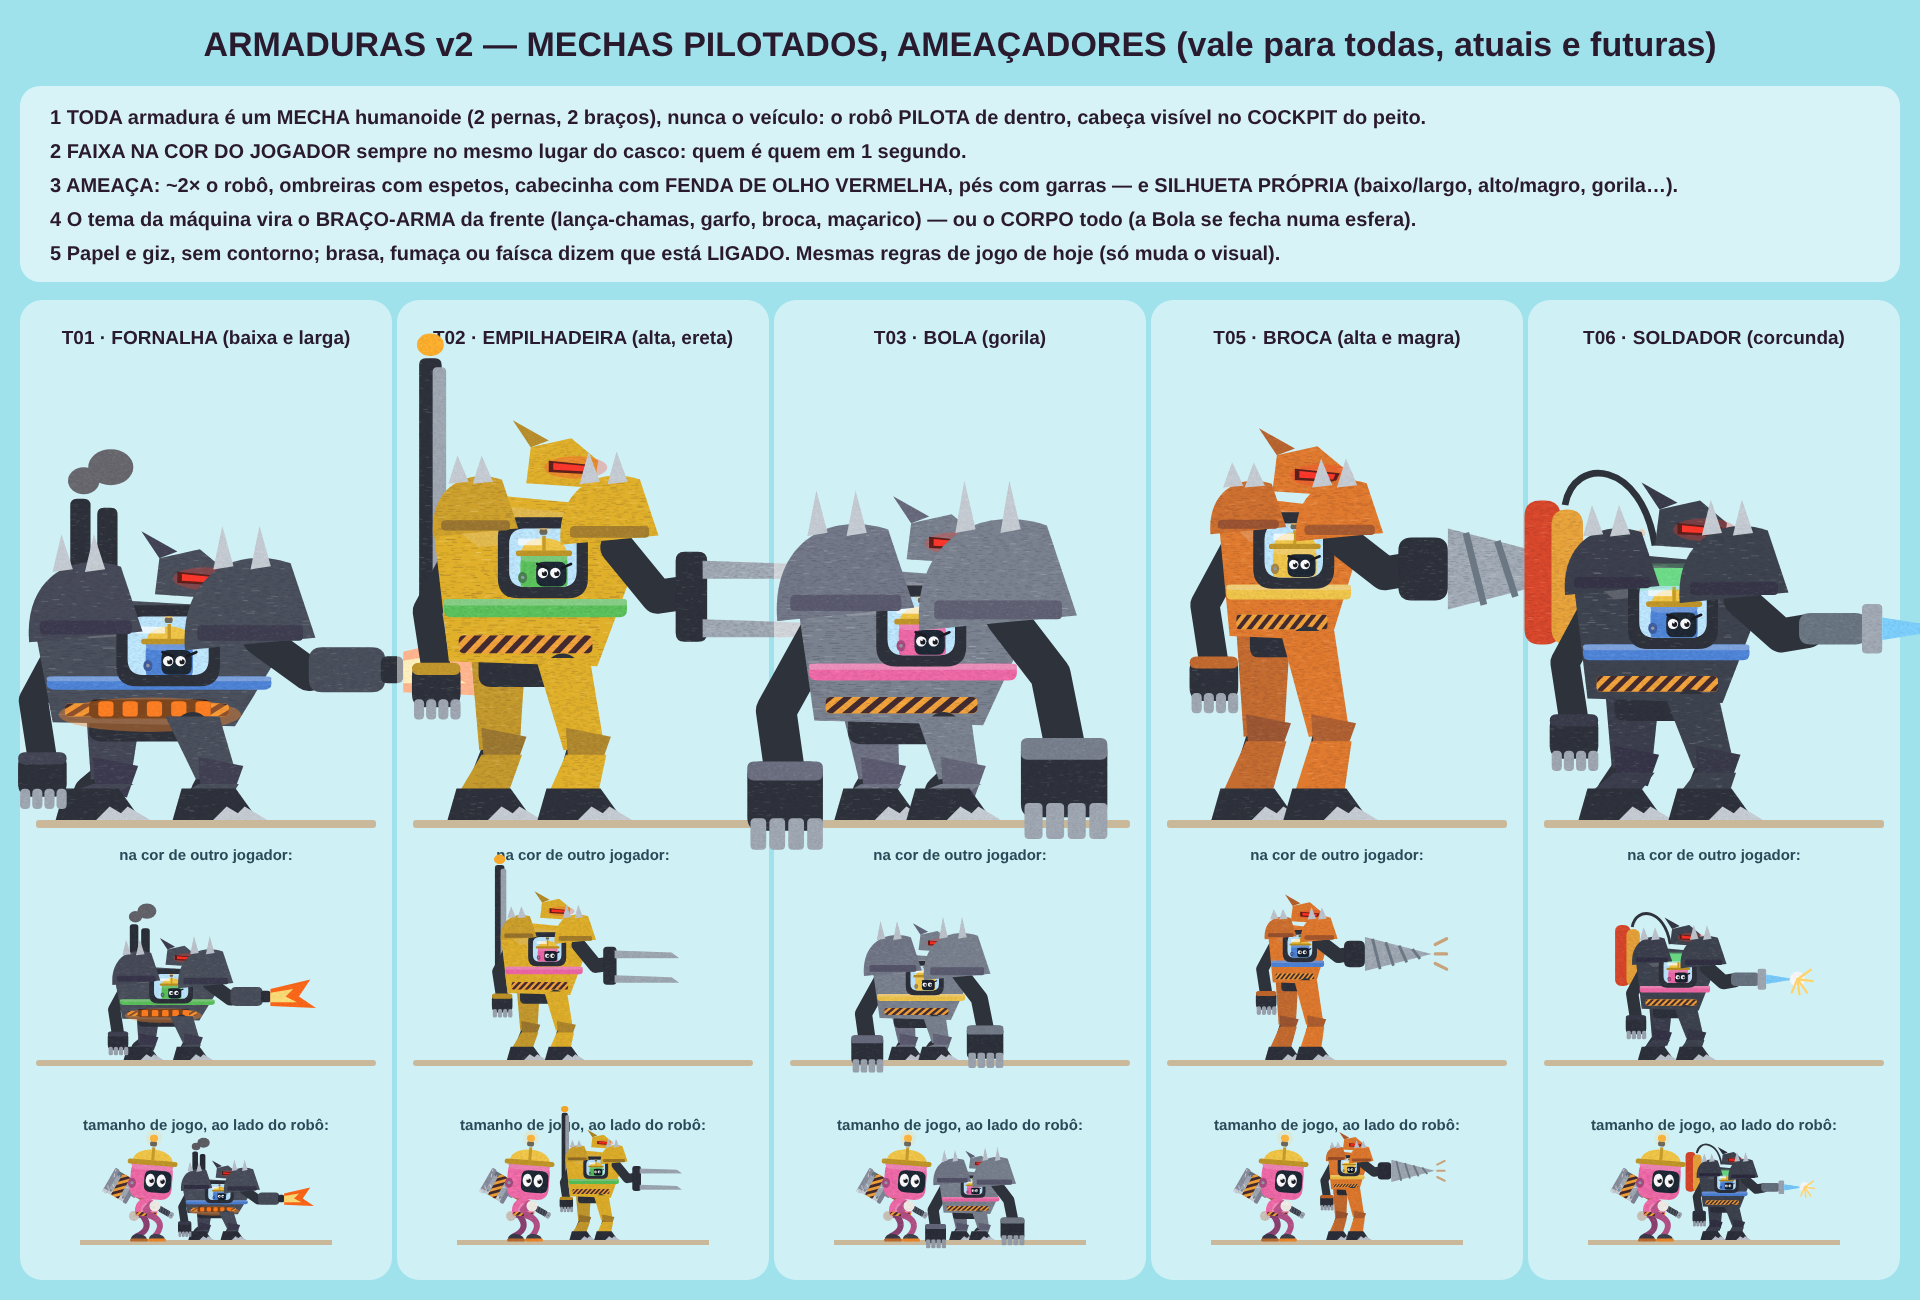 ARMADURAS v2 — MECHAS PILOTADOS, AMEAÇADORES (vale para todas, atuais e futuras)
1 TODA armadura é um MECHA humanoide (2 pernas, 2 braços), nunca o veículo: o robô PILOTA de dentro, cabeça visível no COCKPIT do peito.
2 FAIXA NA COR DO JOGADOR sempre no mesmo lugar do casco: quem é quem em 1 segundo.
3 AMEAÇA: ~2× o robô, ombreiras com espetos, cabecinha com FENDA DE OLHO VERMELHA, pés com garras — e SILHUETA PRÓPRIA (baixo/largo, alto/magro, gorila…).
4 O tema da máquina vira o BRAÇO-ARMA da frente (lança-chamas, garfo, broca, maçarico) — ou o CORPO todo (a Bola se fecha numa esfera).
5 Papel e giz, sem contorno; brasa, fumaça ou faísca dizem que está LIGADO. Mesmas regras de jogo de hoje (só muda o visual).
T01 · FORNALHA (baixa e larga)
T02 · EMPILHADEIRA (alta, ereta)
T03 · BOLA (gorila)
T05 · BROCA (alta e magra)
T06 · SOLDADOR (corcunda)
na cor de outro jogador:
na cor de outro jogador:
na cor de outro jogador:
na cor de outro jogador:
na cor de outro jogador:
tamanho de jogo, ao lado do robô:
tamanho de jogo, ao lado do robô:
tamanho de jogo, ao lado do robô:
tamanho de jogo, ao lado do robô:
tamanho de jogo, ao lado do robô: